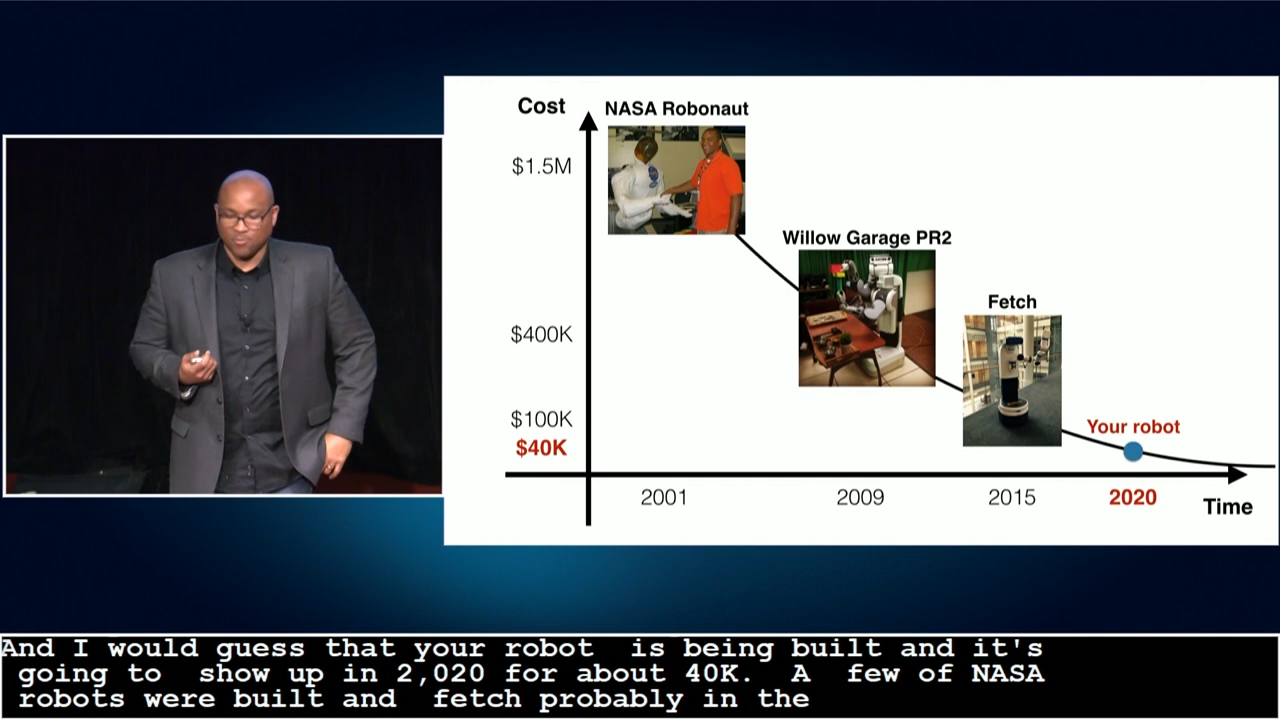 Cost
NASA Robonaut
$1.5M
Willow Garage PR2
Fetch
$400K
$100K
Your robot
$40K
2001
2009
2015
2020
Time
And I would guess that your robot is being built and it's
going to show up in 2,020 for about 40K. A few of NASA
robots were built and fetch probably in the